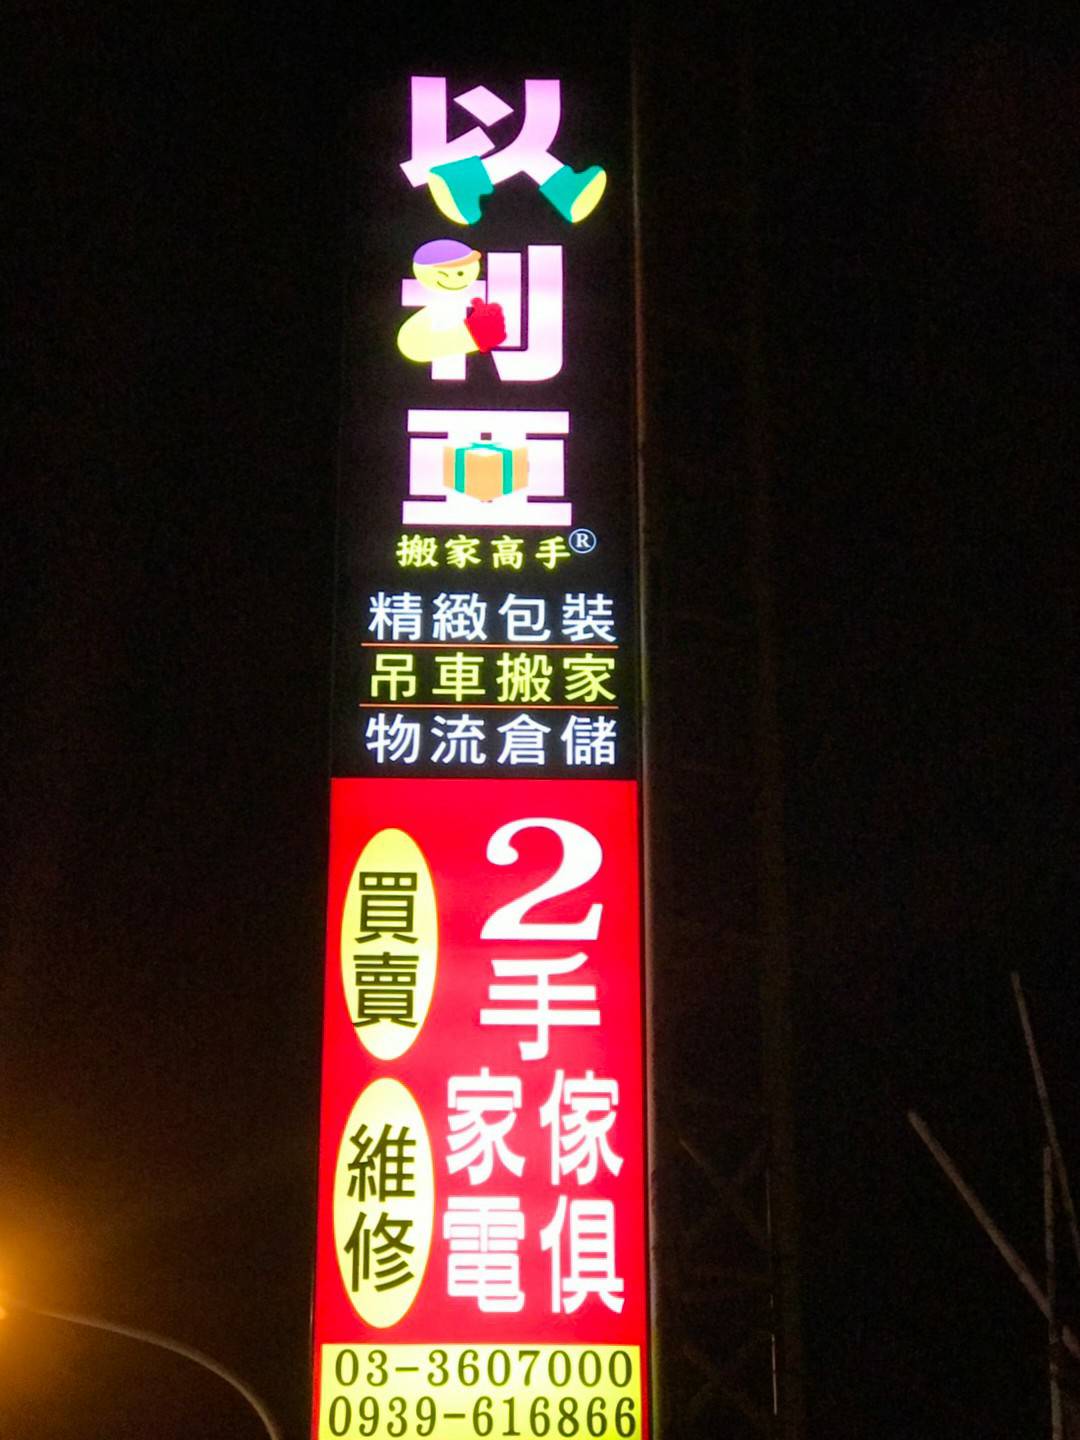 以利亞
搬家高手®
精緻包裝
吊車搬家
物流倉儲
2手
傢俱
家電
買賣
維修
03-3607000
0939-616866